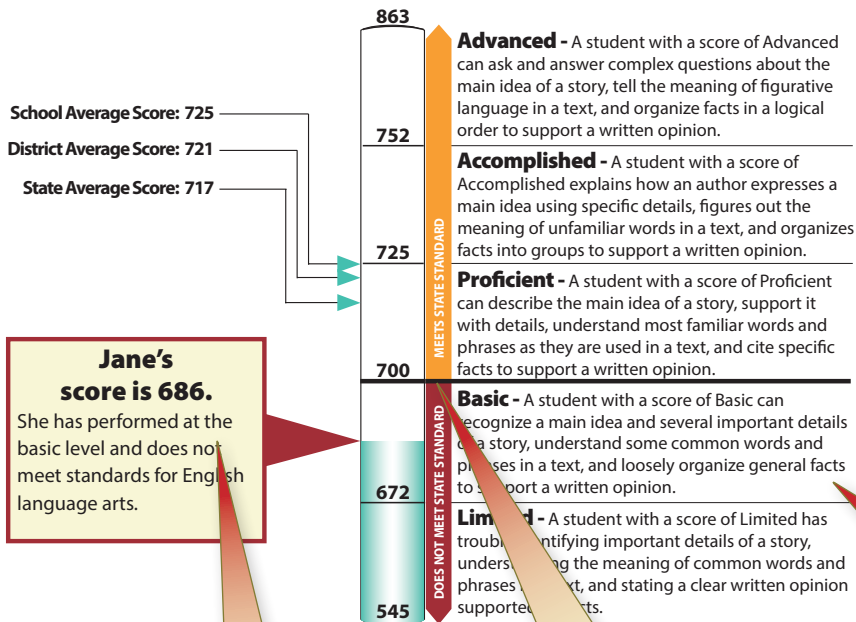 863
Advanced - A student with a score of Advanced
can ask and answer complex questions about the
main idea of a story, tell the meaning of figurative
language in a text, and organize facts in a logical
order to support a written opinion.
School Average Score: 725
District Average Score: 721
State Average Score: 717
752
Accomplished - A student with a score of
Accomplished explains how an author expresses a
main idea using specific details, figures out the
meaning of unfamiliar words in a text, and organizes
facts into groups to support a written opinion.
725
MEETS STATE STANDARD
Proficient - A student with a score of Proficient
can describe the main idea of a story, support it
with details, understand most familiar words and
phrases as they are used in a text, and cite specific
facts to support a written opinion.
700
Jane's
score is 686.
She has performed at the
basic level and does not
meet standards for English
language arts.
DOES NOT MEET STATE STANDARD
Basic - A student with a score of Basic can
recognize a main idea and several important details
of a story, understand some common words and
phrases in a text, and loosely organize general facts
to support a written opinion.
672
Limited - A student with a score of Limited has
trouble identifying important details of a story,
understanding the meaning of common words and
phrases text, and stating a clear written opinion
supported facts.
545